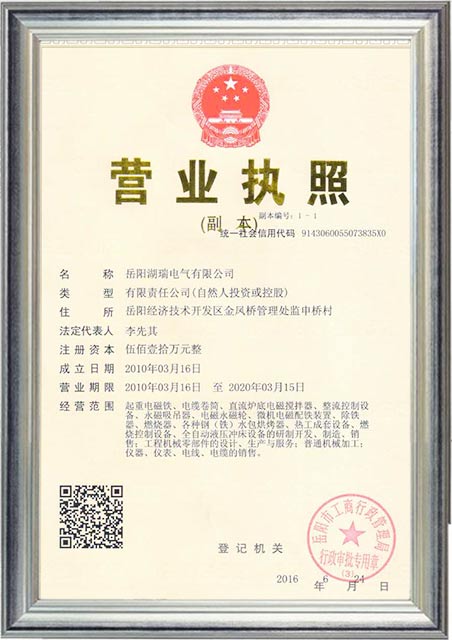 营业执照
(副 本) 副本编号: 1-1
统一社会信用代码 9143060055073835X0
名 称 岳阳湖瑞电气有限公司
类 型 有限责任公司(自然人投资或控股)
住 所 岳阳经济技术开发区金凤桥管理处监申桥村
法定代表人 李先其
注册资本 伍佰壹拾万元整
成立日期 2010年03月16日
营业期限 2010年03月16日 至 2020年03月15日
经营范围 起重电磁铁、电缆卷筒、直流炉底电磁搅拌器、整流控制设
备、永磁吸吊器、电磁永磁轮、微机电磁配铁装置、除铁
器、燃烧器、各种钢(铁)水包烘烤器、热工成套设备、燃
烧控制设备、全自动液压冲床设备的研制开发、制造、销
售;工程机械零部件的设计、生产与服务;普通机械加工;
仪器、仪表、电线、电缆的销售。
登记机关
岳阳市工商行政管理局
行政审批专用章
(3)
2016 年 6 月 24 日